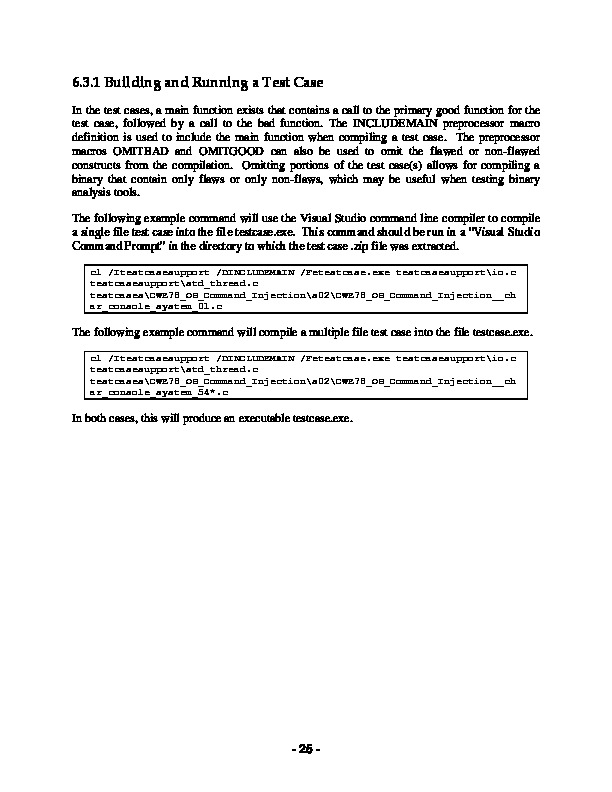 6.3.1 Building and Running a Test Case
In the test cases, a main function exists that contains a call to the primary good function for the
test case, followed by a call to the bad function. The INCLUDEMAIN preprocessor macro
definition is used to include the main function when compiling a test case. The preprocessor
macros OMITBAD and OMITGOOD can also be used to omit the flawed or non-flawed
constructs from the compilation. Omitting portions of the test case(s) allows for compiling a
binary that contain only flaws or only non-flaws, which may be useful when testing binary
analysis tools.
The following example command will use the Visual Studio command line compiler to compile
a single file test case into the file testcase.exe. This command should be run in a "Visual Studio
Command Prompt" in the directory to which the test case .zip file was extracted.
cl /Itestcasesupport /DINCLUDEMAIN /Fetestcase.exe testcasesupport\io.c
testcasesupport\std_thread.c
testcases\CWE78_OS_Command_Injection\s02\CWE78_OS_Command_Injection__ch
ar_console_system_01.c
The following example command will compile a multiple file test case into the file testcase.exe.
cl /Itestcasesupport /DINCLUDEMAIN /Fetestcase.exe testcasesupport\io.c
testcasesupport\std_thread.c
testcases\CWE78_OS_Command_Injection\s02\CWE78_OS_Command_Injection__ch
ar_console_system_54*.c
In both cases, this will produce an executable testcase.exe.
- 25 -